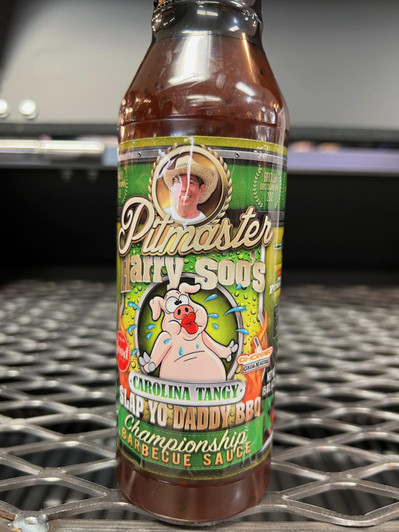 Pitmaster
Harry Soo's
CAROLINA TANGY
SLAP YO' DADDY BBQ
Championship
BARBECUE SAUCE